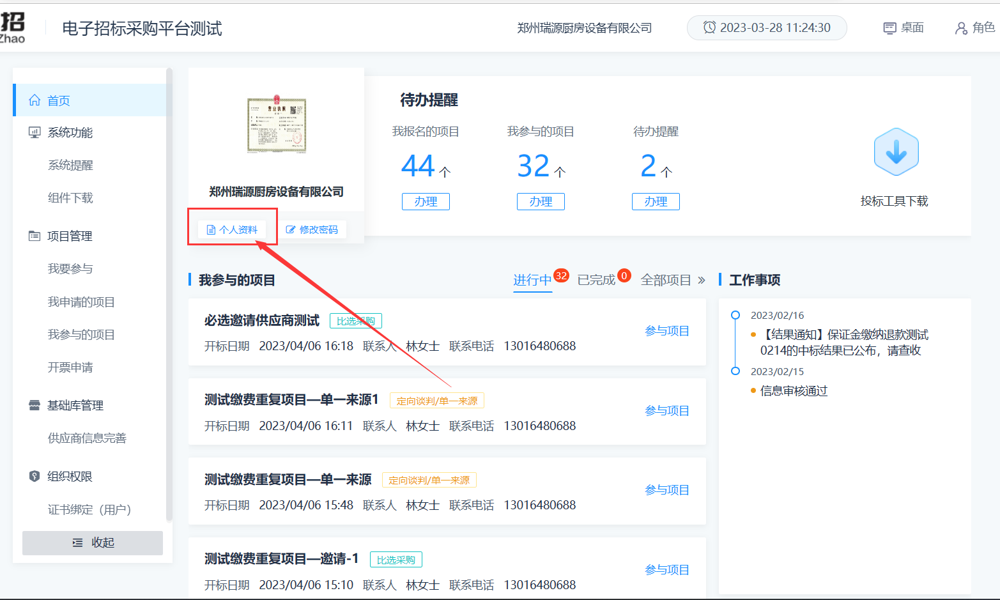 招
Zhao
电子招标采购平台测试
郑州瑞源厨房设备有限公司
2023-03-28 11:24:30
桌面
角色
首页
系统功能
系统提醒
组件下载
项目管理
我要参与
我申请的项目
我参与的项目
开票申请
基础库管理
供应商信息完善
组织权限
证书绑定（用户）
收起
营业执照
郑州瑞源厨房设备有限公司
个人资料
修改密码
待办提醒
我报名的项目
我参与的项目
待办提醒
44 个
32 个
2 个
办理
办理
办理
投标工具下载
我参与的项目
进行中 32
已完成 0
全部项目 »
必选邀请供应商测试 比选采购
开标日期 2023/04/06 16:18 联系人 林女士 联系电话 13016480688
参与项目
测试缴费重复项目—单一来源1 定向谈判/单一来源
开标日期 2023/04/06 16:11 联系人 林女士 联系电话 13016480688
参与项目
测试缴费重复项目—单一来源 定向谈判/单一来源
开标日期 2023/04/06 15:48 联系人 林女士 联系电话 13016480688
参与项目
测试缴费重复项目—邀请-1 比选采购
开标日期 2023/04/06 15:10 联系人 林女士 联系电话 13016480688
参与项目
工作事项
2023/02/16
【结果通知】保证金缴纳退款测试
0214的中标结果已公布，请查收
2023/02/15
信息审核通过